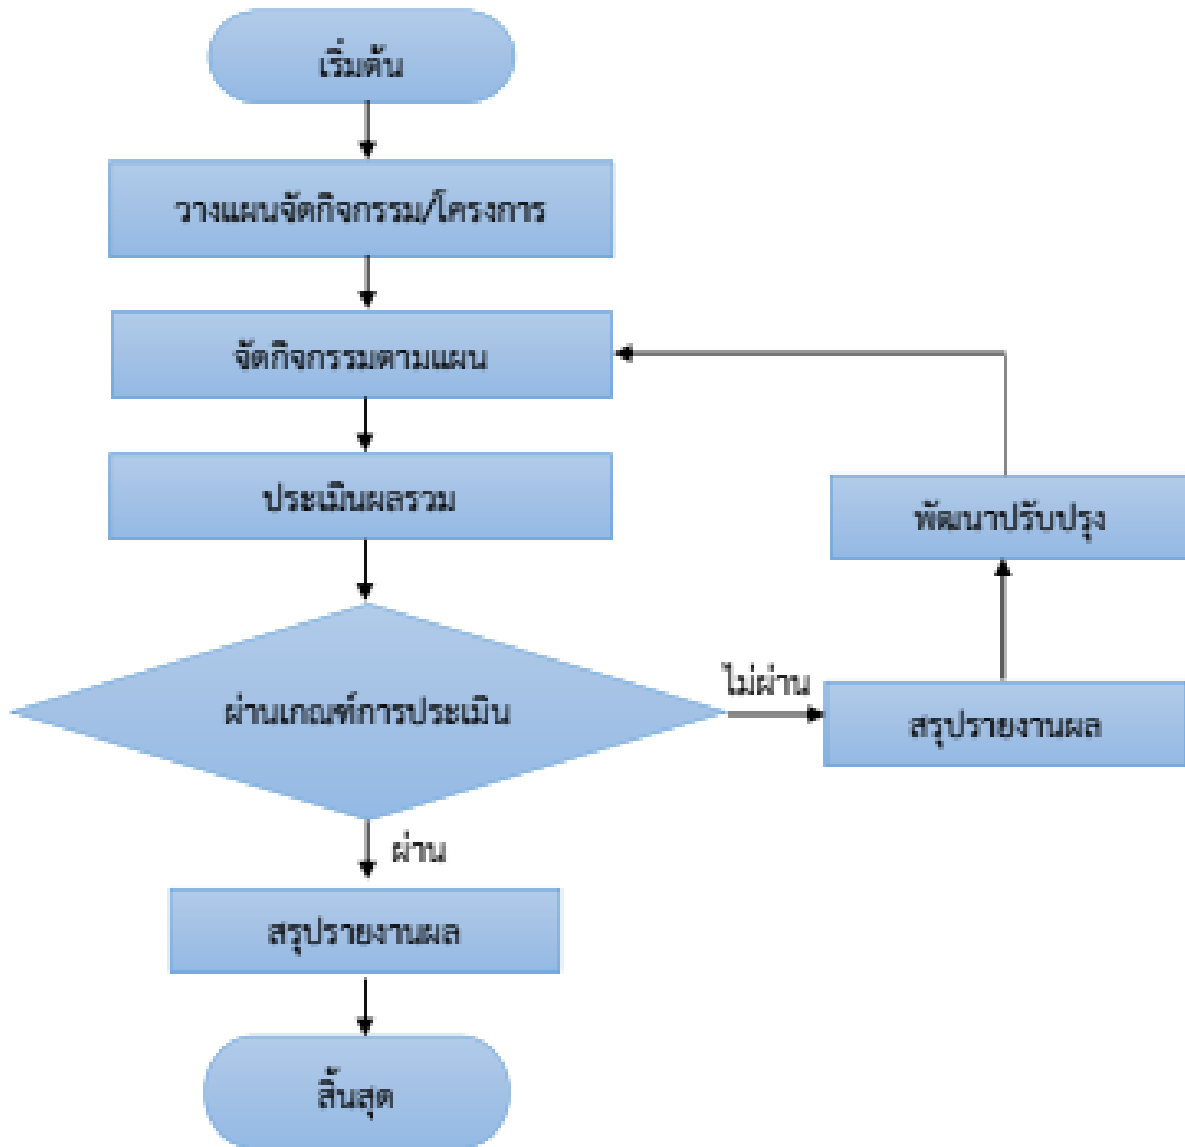 เริ่มต้น
วางแผนจัดกิจกรรม/โครงการ
จัดกิจกรรมตามแผน
ประเมินผลรวม
พัฒนาปรับปรุง
ผ่านเกณฑ์การประเมิน
ไม่ผ่าน
สรุปรายงานผล
ผ่าน
สรุปรายงานผล
สิ้นสุด